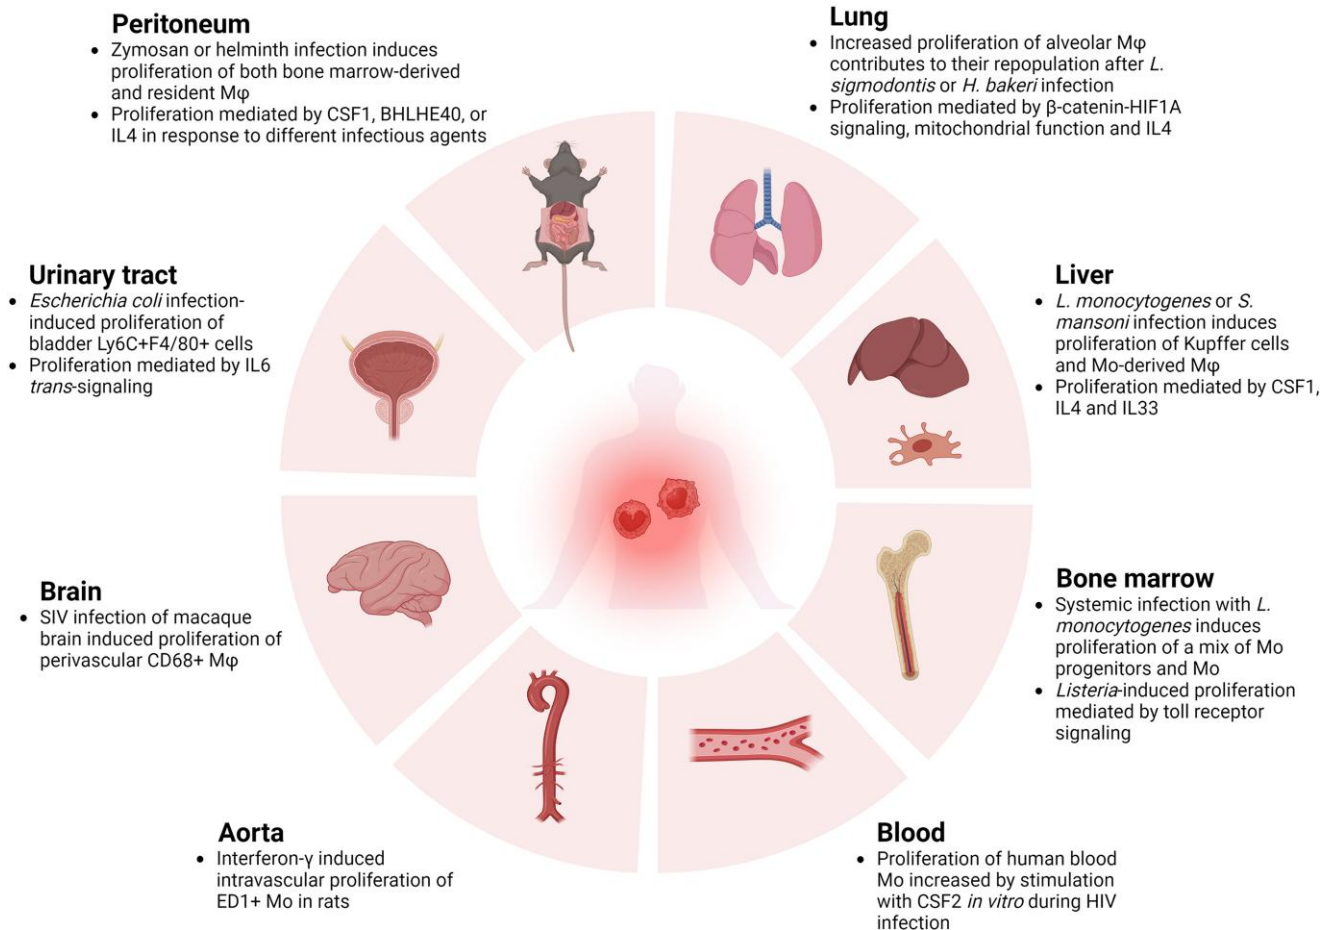 Peritoneum
• Zymosan or helminth infection induces
proliferation of both bone marrow-derived
and resident Mφ
• Proliferation mediated by CSF1, BHLHE40, or
IL4 in response to different infectious agents
Lung
• Increased proliferation of alveolar Mφ
contributes to their repopulation after L.
sigmodontis or H. bakeri infection
• Proliferation mediated by β-catenin-HIF1A
signaling, mitochondrial function and IL4
Urinary tract
• Escherichia coli infection-
induced proliferation of
bladder Ly6C+F4/80+ cells
• Proliferation mediated by IL6
trans-signaling
Liver
• L. monocytogenes or S.
mansoni infection induces
proliferation of Kupffer cells
and Mo-derived Mφ
• Proliferation mediated by CSF1,
IL4 and IL33
Brain
• SIV infection of macaque
brain induced proliferation of
perivascular CD68+ Mφ
Bone marrow
• Systemic infection with L.
monocytogenes induces
proliferation of a mix of Mo
progenitors and Mo
• Listeria-induced proliferation
mediated by toll receptor
signaling
Aorta
• Interferon-γ induced
intravascular proliferation of
ED1+ Mo in rats
Blood
• Proliferation of human blood
Mo increased by stimulation
with CSF2 in vitro during HIV
infection